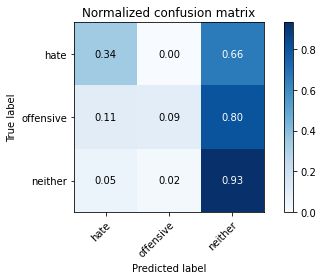 Normalized confusion matrix
True label
hate
0.34 0.00 0.66
offensive
0.11 0.09 0.80
neither
0.05 0.02 0.93
hate
offensive
neither
Predicted label
0.8
0.6
0.4
0.2
0.0